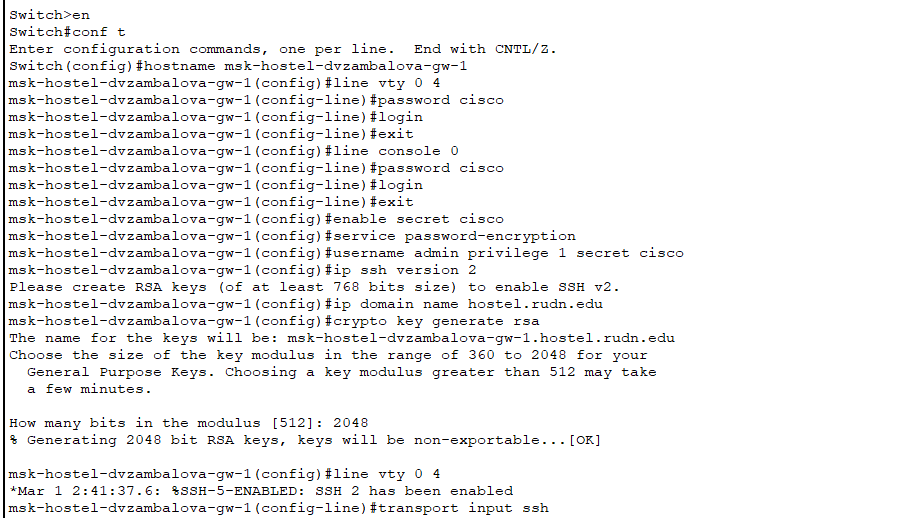 Switch>en
Switch#conf t
Enter configuration commands, one per line.  End with CNTL/Z.
Switch(config)#hostname msk-hostel-dvzambalova-gw-1
msk-hostel-dvzambalova-gw-1(config)#line vty 0 4
msk-hostel-dvzambalova-gw-1(config-line)#password cisco
msk-hostel-dvzambalova-gw-1(config-line)#login
msk-hostel-dvzambalova-gw-1(config-line)#exit
msk-hostel-dvzambalova-gw-1(config)#line console 0
msk-hostel-dvzambalova-gw-1(config-line)#password cisco
msk-hostel-dvzambalova-gw-1(config-line)#login
msk-hostel-dvzambalova-gw-1(config-line)#exit
msk-hostel-dvzambalova-gw-1(config)#enable secret cisco
msk-hostel-dvzambalova-gw-1(config)#service password-encryption
msk-hostel-dvzambalova-gw-1(config)#username admin privilege 1 secret cisco
msk-hostel-dvzambalova-gw-1(config)#ip ssh version 2
Please create RSA keys (of at least 768 bits size) to enable SSH v2.
msk-hostel-dvzambalova-gw-1(config)#ip domain name hostel.rudn.edu
msk-hostel-dvzambalova-gw-1(config)#crypto key generate rsa
The name for the keys will be: msk-hostel-dvzambalova-gw-1.hostel.rudn.edu
Choose the size of the key modulus in the range of 360 to 2048 for your
  General Purpose Keys. Choosing a key modulus greater than 512 may take
  a few minutes.

How many bits in the modulus [512]: 2048
% Generating 2048 bit RSA keys, keys will be non-exportable...[OK]

msk-hostel-dvzambalova-gw-1(config)#line vty 0 4
*Mar 1 2:41:37.6: %SSH-5-ENABLED: SSH 2 has been enabled
msk-hostel-dvzambalova-gw-1(config-line)#transport input ssh